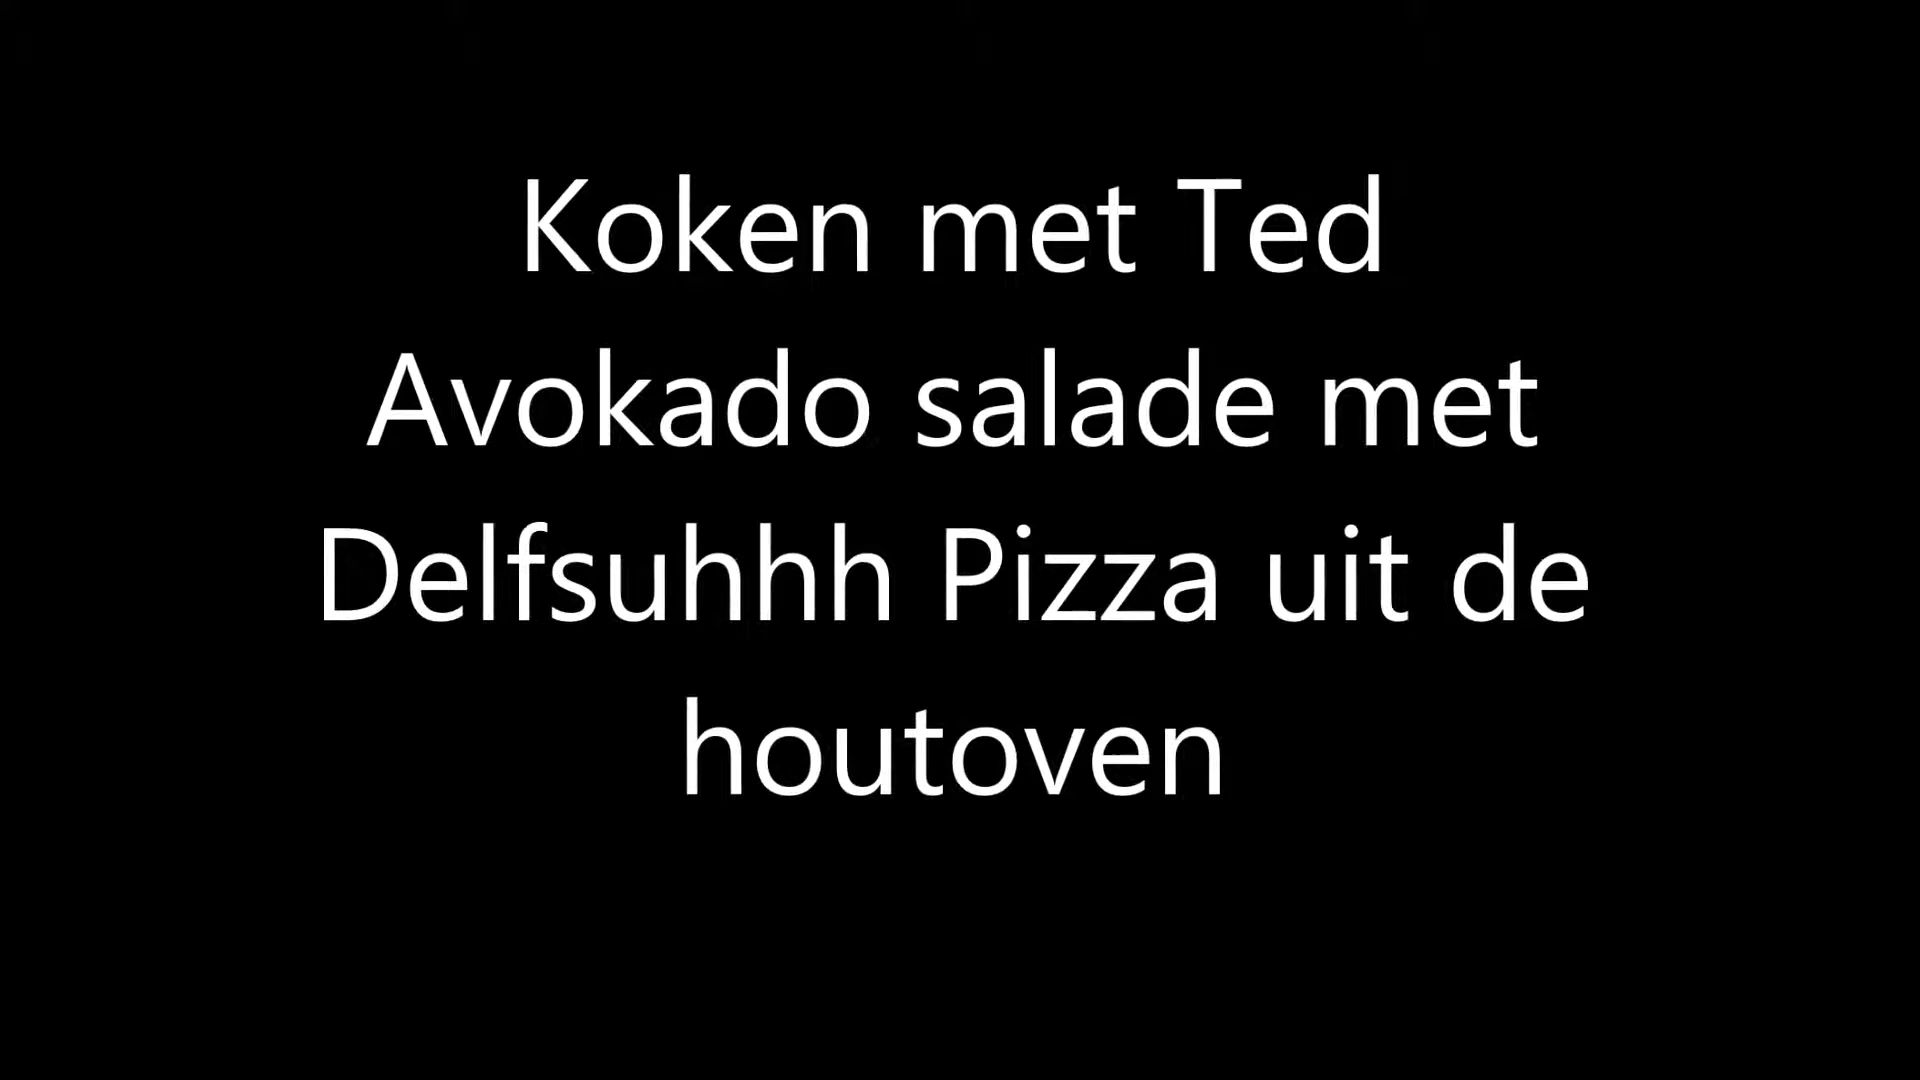 Koken met Ted
Avokado salade met
Delfsuhhh Pizza uit de
houtoven